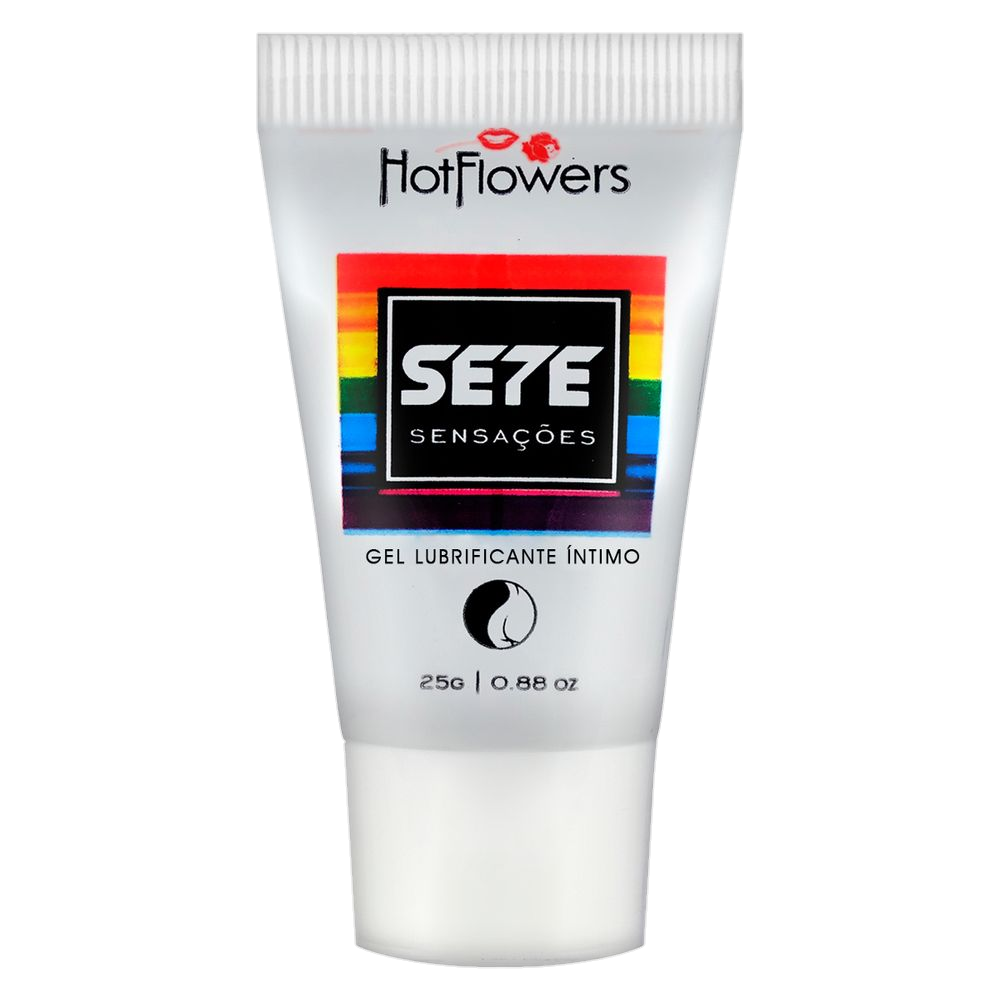 HotFlowers
SE7E
SENSAÇÕES
GEL LUBRIFICANTE ÍNTIMO
25G | 0.88 OZ